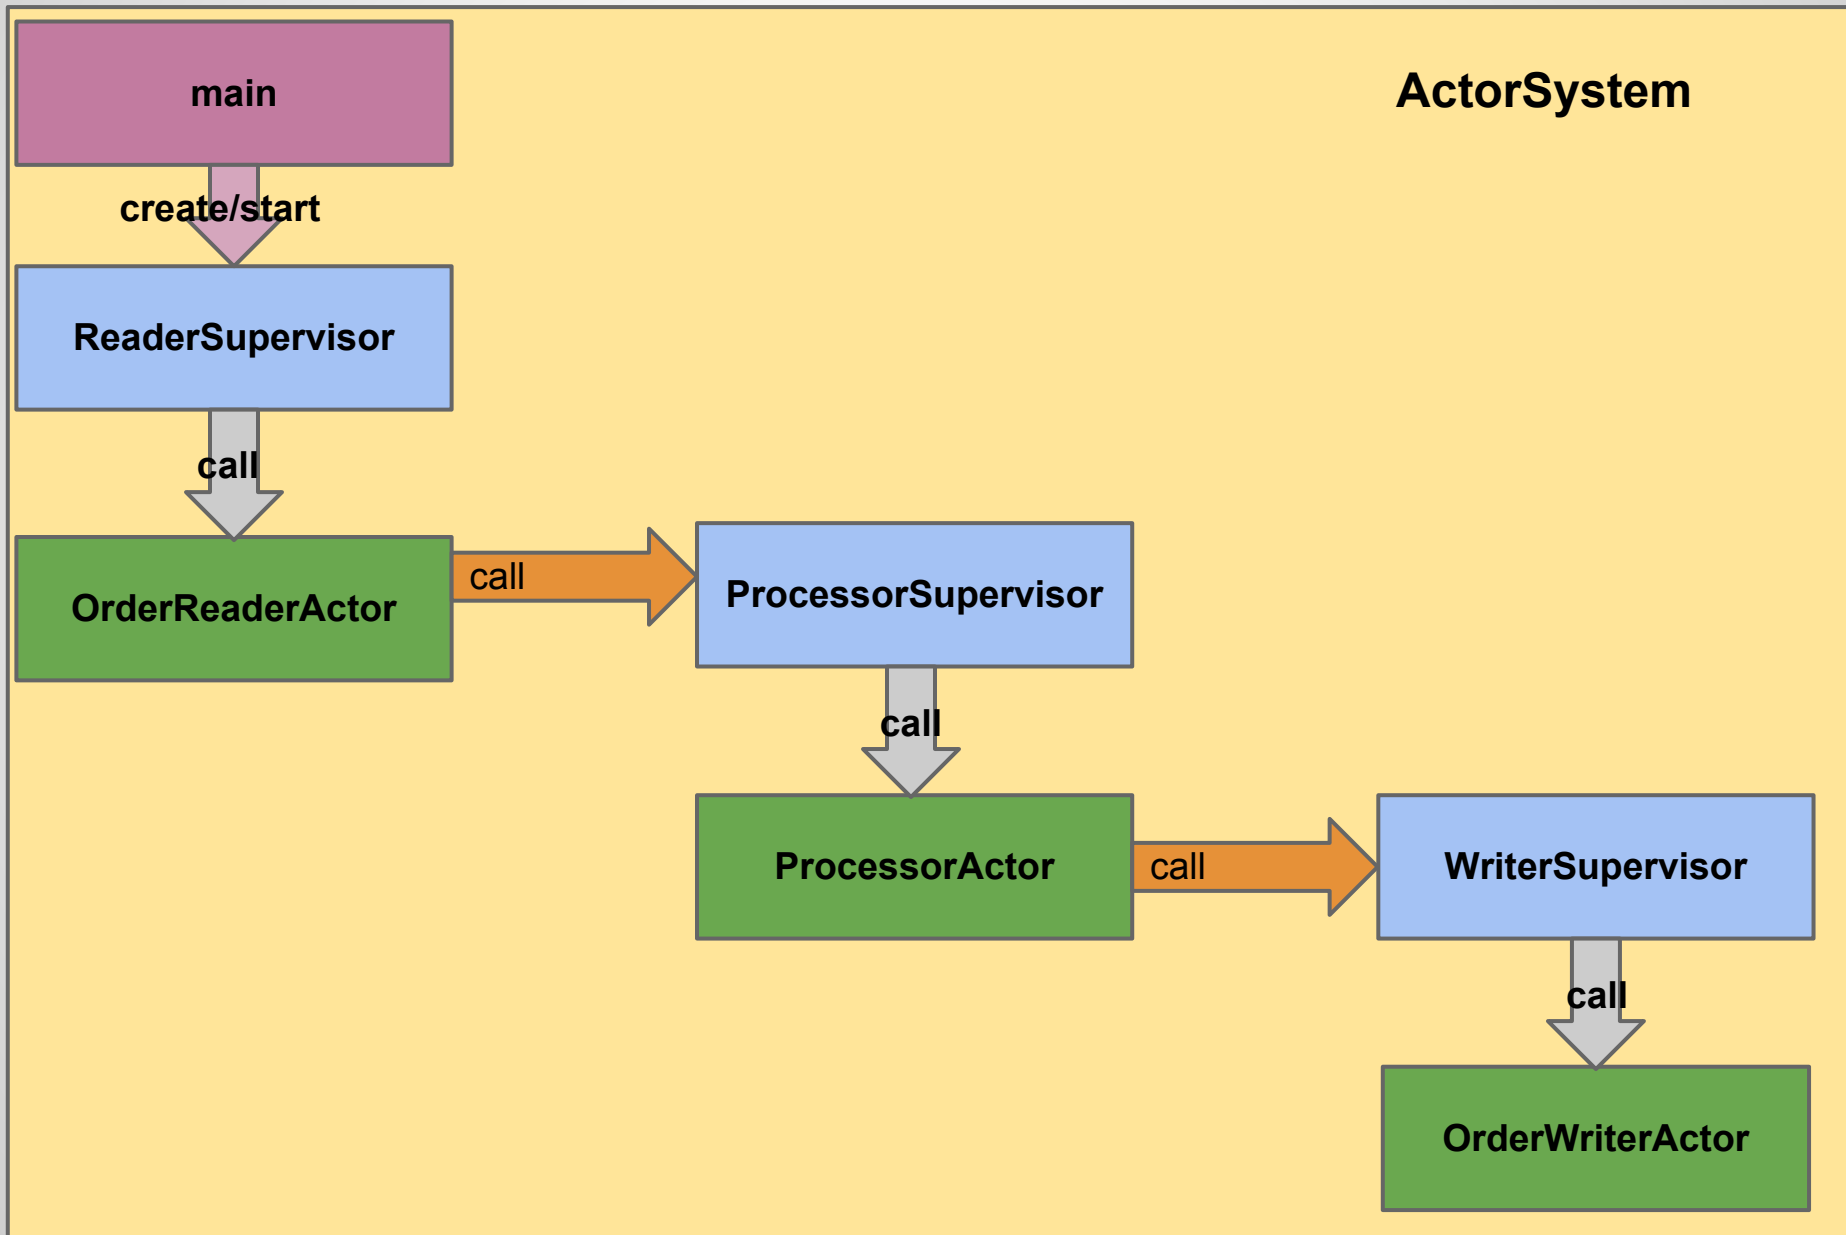 main
ActorSystem
create/start
ReaderSupervisor
call
OrderReaderActor
call
ProcessorSupervisor
call
ProcessorActor
call
WriterSupervisor
call
OrderWriterActor